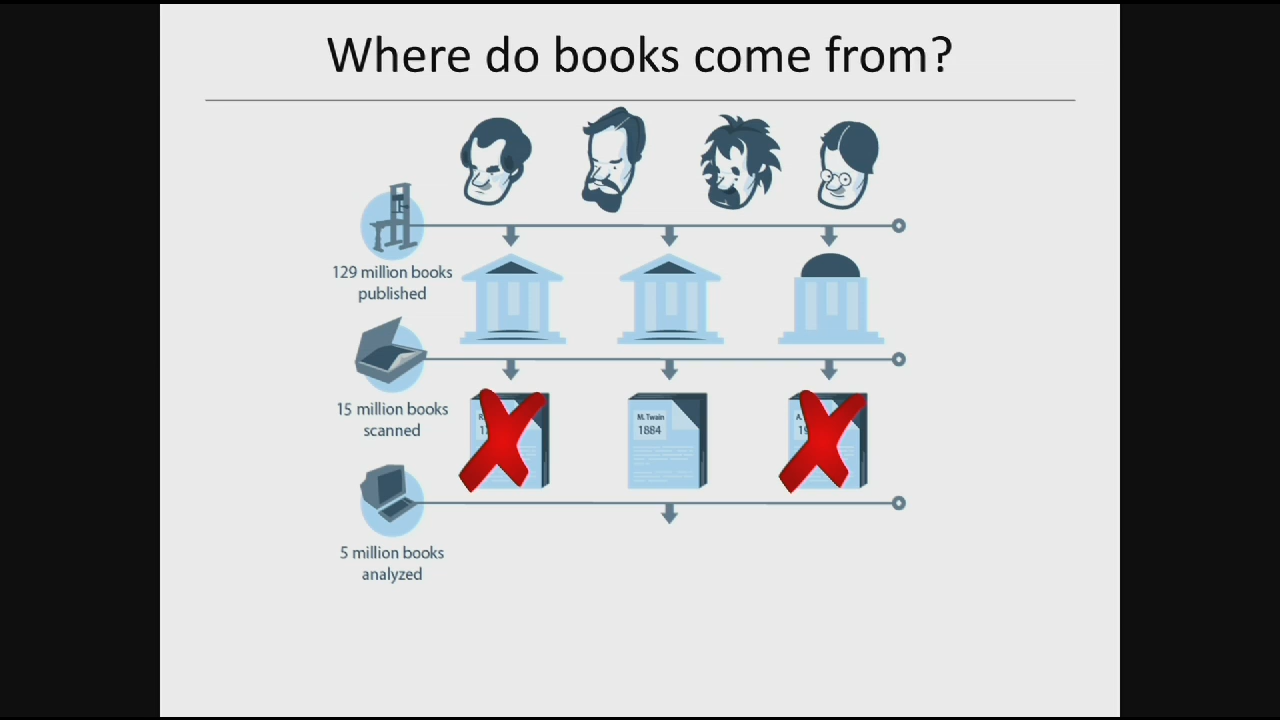 Where do books come from?
129 million books
published
15 million books
scanned
M. Twain
1884
5 million books
analyzed